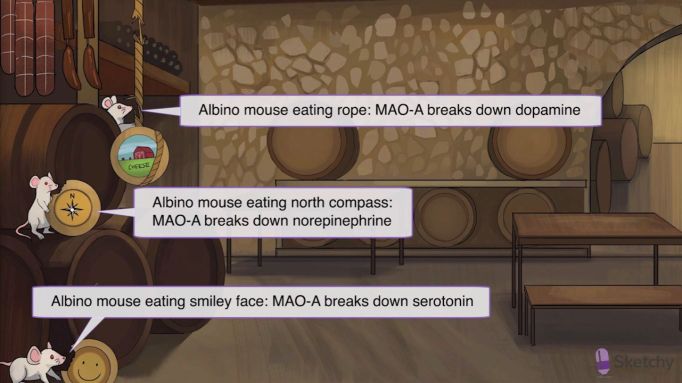 Albino mouse eating rope: MAO-A breaks down dopamine
CHEESE
N
Albino mouse eating north compass:
MAO-A breaks down norepinephrine
Albino mouse eating smiley face: MAO-A breaks down serotonin
Sketchy